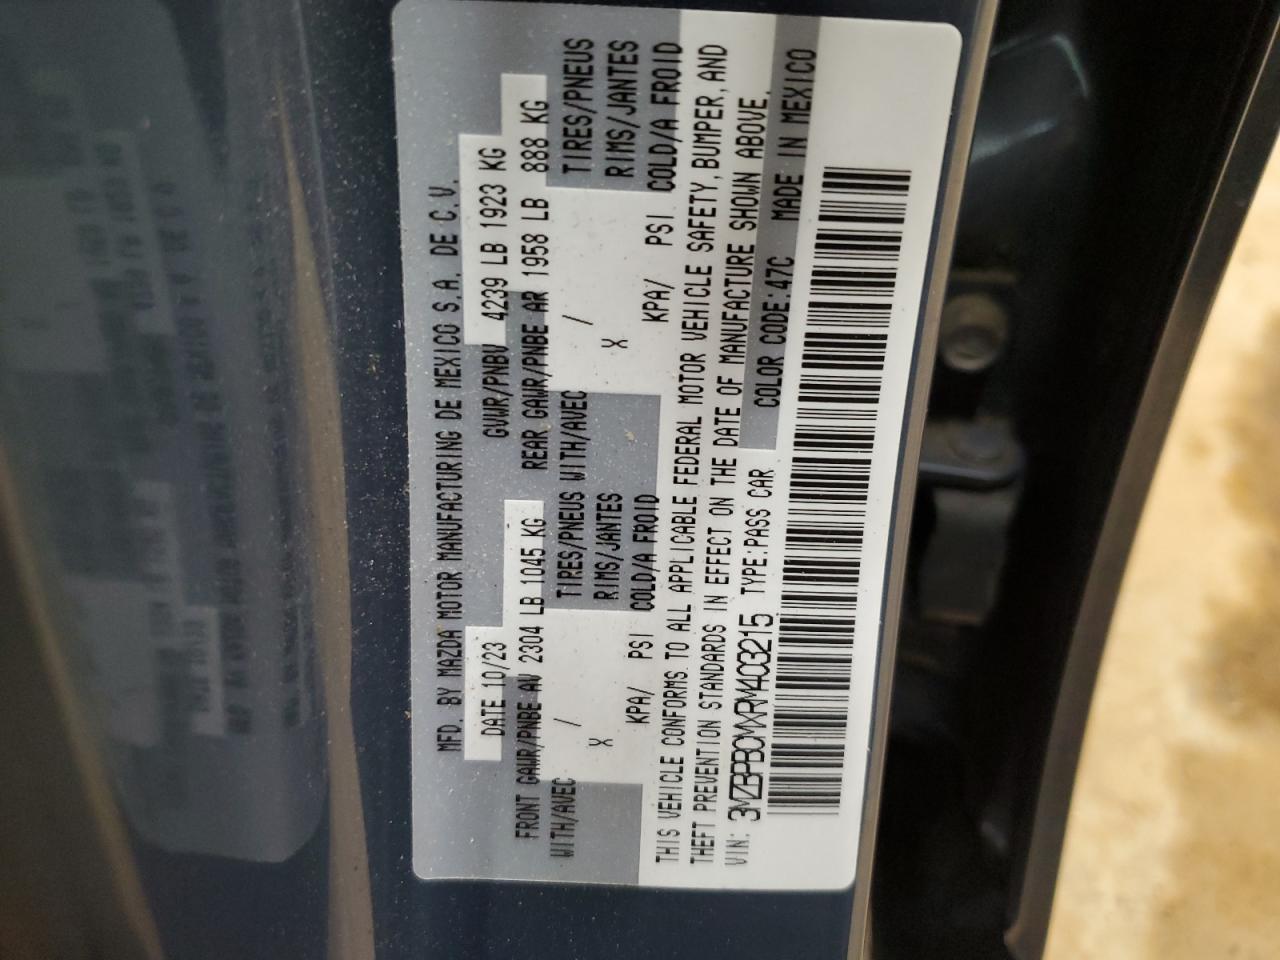 MFD. BY MAZDA MOTOR MANUFACTURING DE MEXICO S.A. DE C.V.
DATE 10/23 GVWR/PNBV 4239 LB 1923 KG
FRONT GAWR/PNBE AV 2304 LB 1045 KG REAR GAWR/PNBE AR 1958 LB 888 KG
WITH/AVEC / TIRES/PNEUS WITH/AVEC / TIRES/PNEUS
X RIMS/JANTES X RIMS/JANTES
KPA/ PSI COLD/A FROID KPA/ PSI. COLD/A FROID
THIS VEHICLE CONFORMS TO ALL APPLICABLE FEDERAL MOTOR VEHICLE SAFETY, BUMPER, AND
THEFT PREVENTION STANDARDS IN EFFECT ON THE DATE OF MANUFACTURE SHOWN ABOVE.
VIN: 3MZBPBCMXRM403215 TYPE:PASS CAR COLOR CODE:47C MADE IN MEXICO